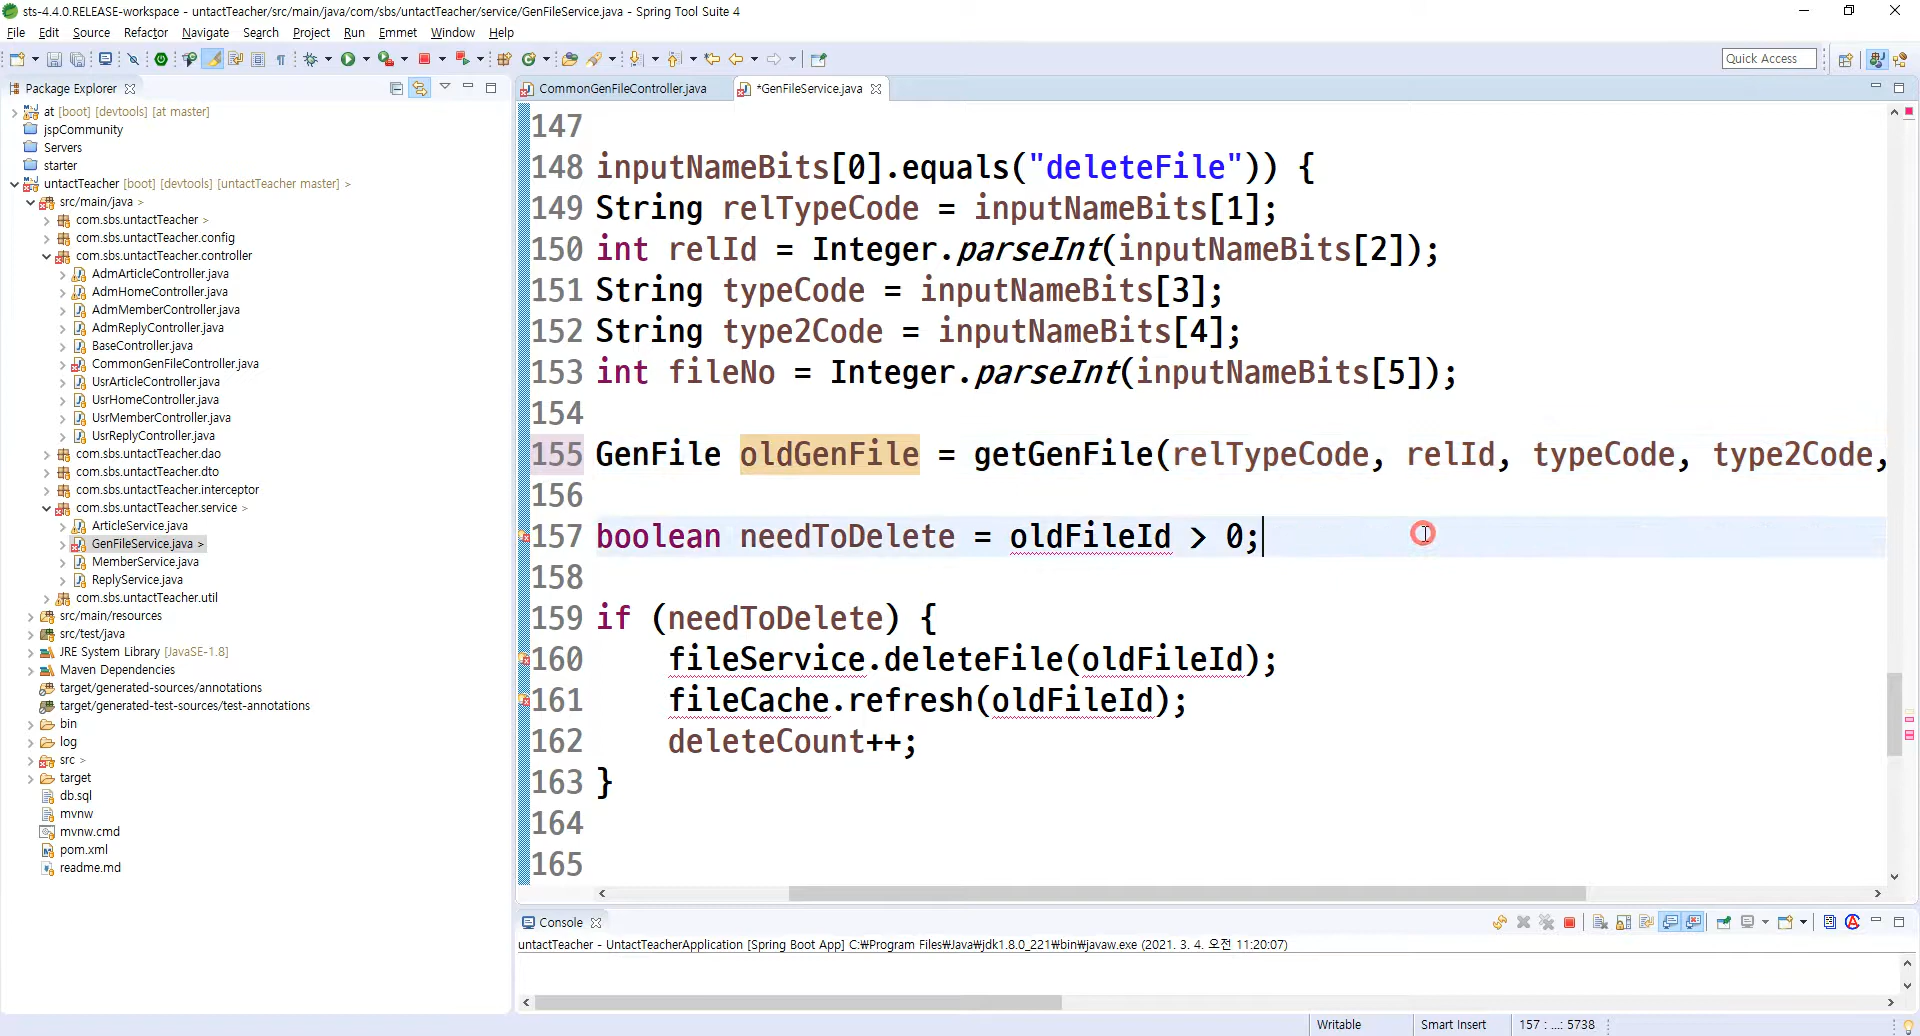 sts-4.4.0.RELEASE-workspace - untactTeacher/src/main/java/com/sbs/untactTeacher/service/GenFileService.java - Spring Tool Suite 4
File Edit Source Refactor Navigate Search Project Run Emmet Window Help
Quick Access
Package Explorer
at [boot] [devtools] [at master]
jspCommunity
Servers
starter
untactTeacher [boot] [devtools] [untactTeacher master] >
src/main/java >
com.sbs.untactTeacher >
com.sbs.untactTeacher.config
com.sbs.untactTeacher.controller
AdmArticleController.java
AdmHomeController.java
AdmMemberController.java
AdmReplyController.java
BaseController.java
CommonGenFileController.java
UsrArticleController.java
UsrHomeController.java
UsrMemberController.java
UsrReplyController.java
com.sbs.untactTeacher.dao
com.sbs.untactTeacher.dto
com.sbs.untactTeacher.interceptor
com.sbs.untactTeacher.service >
ArticleService.java
GenFileService.java >
MemberService.java
ReplyService.java
com.sbs.untactTeacher.util
src/main/resources
src/test/java
JRE System Library [JavaSE-1.8]
Maven Dependencies
target/generated-sources/annotations
target/generated-test-sources/test-annotations
bin
log
src >
target
db.sql
mvnw
mvnw.cmd
pom.xml
readme.md
CommonGenFileController.java *GenFileService.java
147
148 inputNameBits[0].equals("deleteFile")) {
149 String relTypeCode = inputNameBits[1];
150 int relId = Integer.parseInt(inputNameBits[2]);
151 String typeCode = inputNameBits[3];
152 String type2Code = inputNameBits[4];
153 int fileNo = Integer.parseInt(inputNameBits[5]);
154
155 GenFile oldGenFile = getGenFile(relTypeCode, relId, typeCode, type2Code,
156
157 boolean needToDelete = oldFileId > 0;
158
159 if (needToDelete) {
160 fileService.deleteFile(oldFileId);
161 fileCache.refresh(oldFileId);
162 deleteCount++;
163 }
164
165
Console
untactTeacher - UntactTeacherApplication [Spring Boot App] C:₩Program Files₩Java₩jdk1.8.0_221₩bin₩javaw.exe (2021. 3. 4. 오전 11:20:07)
Writable Smart Insert 157 : ...: 5738